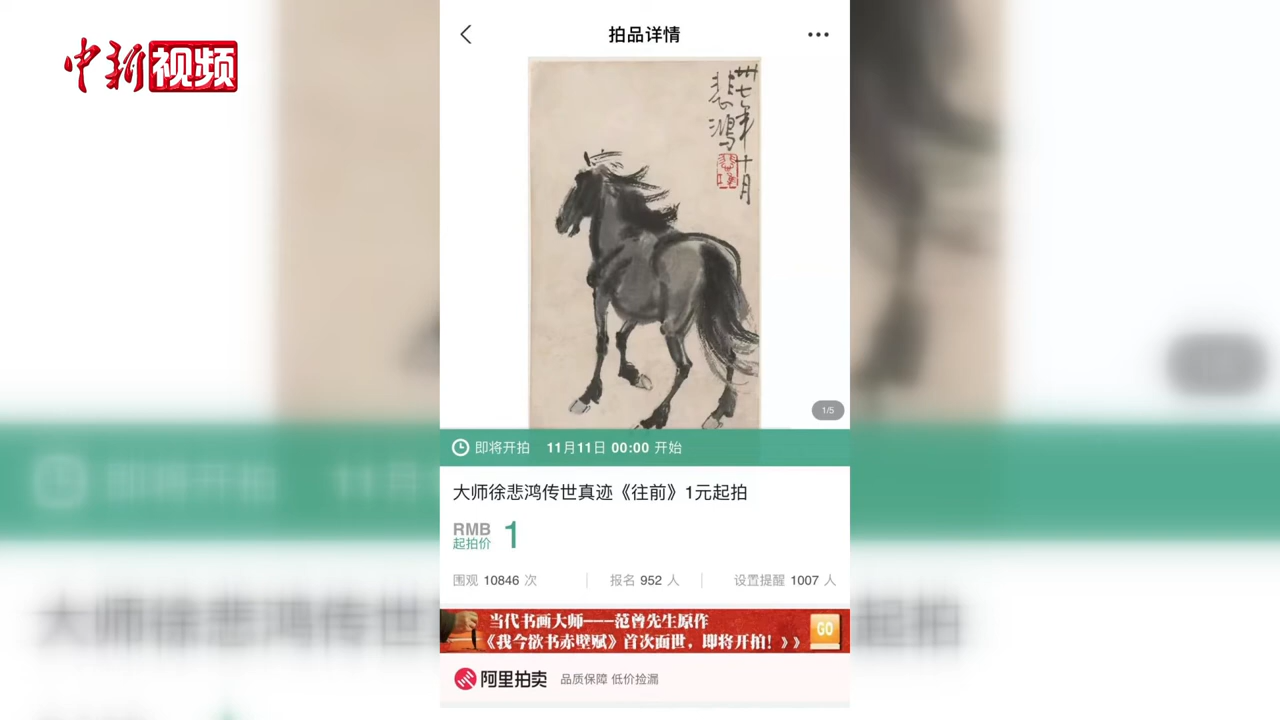 中新视频
拍品详情
卅七年十月
悲鸿
1/5
即将开拍 11月11日 00:00 开始
大师徐悲鸿传世真迹《往前》1元起拍
RMB
起拍价
1
围观 10846 次 报名 952 人 设置提醒 1007 人
当代书画大师——范曾先生原作
《我今欲书赤壁赋》首次面世，即将开拍！》》
GO
阿里拍卖 品质保障 低价捡漏